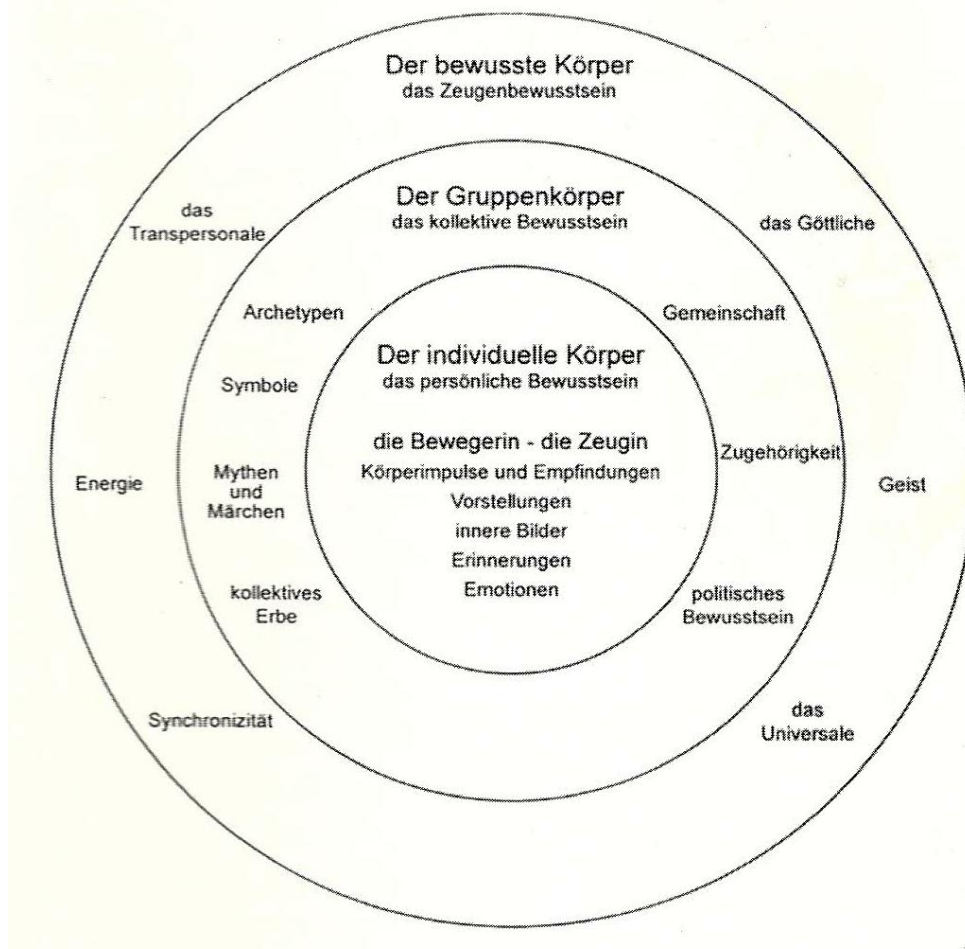 Der bewusste Körper
das Zeugenbewusstsein
Der Gruppenkörper
das kollektive Bewusstsein
das
Transpersonale
das Göttliche
Archetypen
Gemeinschaft
Der individuelle Körper
das persönliche Bewusstsein
Symbole
die Bewegerin - die Zeugin
Körperimpulse und Empfindungen
Vorstellungen
innere Bilder
Erinnerungen
Emotionen
Zugehörigkeit
Energie
Mythen
und
Märchen
Geist
kollektives
Erbe
politisches
Bewusstsein
Synchronizität
das
Universale